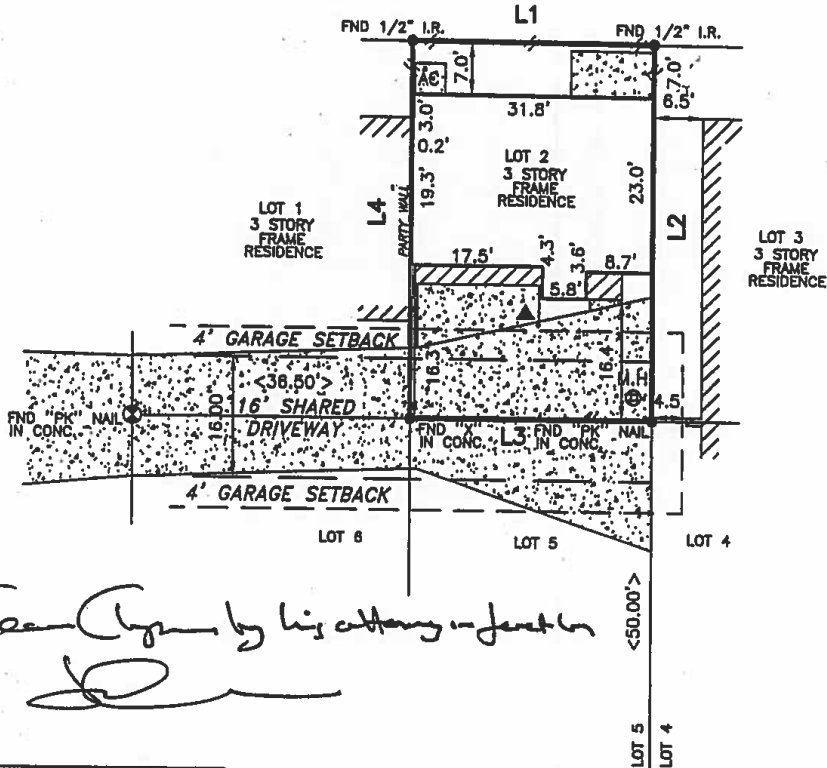 L1
FND 1/2" I.R.
FND 1/2" I.R.
A€
7.0'
7.0'
6.5'
31.8'
3.0'
0.2'
LOT 2
3 STORY
FRAME
RESIDENCE
19.3'
23.0'
L4
PARTY WALL
L2
LOT 1
3 STORY
FRAME
RESIDENCE
LOT 3
3 STORY
FRAME
RESIDENCE
17.5'
4.3'
3.6'
8.7'
5.8'
4' GARAGE SETBACK
16.3'
16.4'
<36.50'>
M.H
4.5
FND "PK" NAIL
IN CONC.
16.00'
16' SHARED
DRIVEWAY
FND "X"
IN CONC.
L3
FND "PK" NAIL
IN CONC.
4' GARAGE SETBACK
LOT 6
LOT 5
LOT 4
by his attorney in fact
<50.00'>
LOT 5
LOT 4